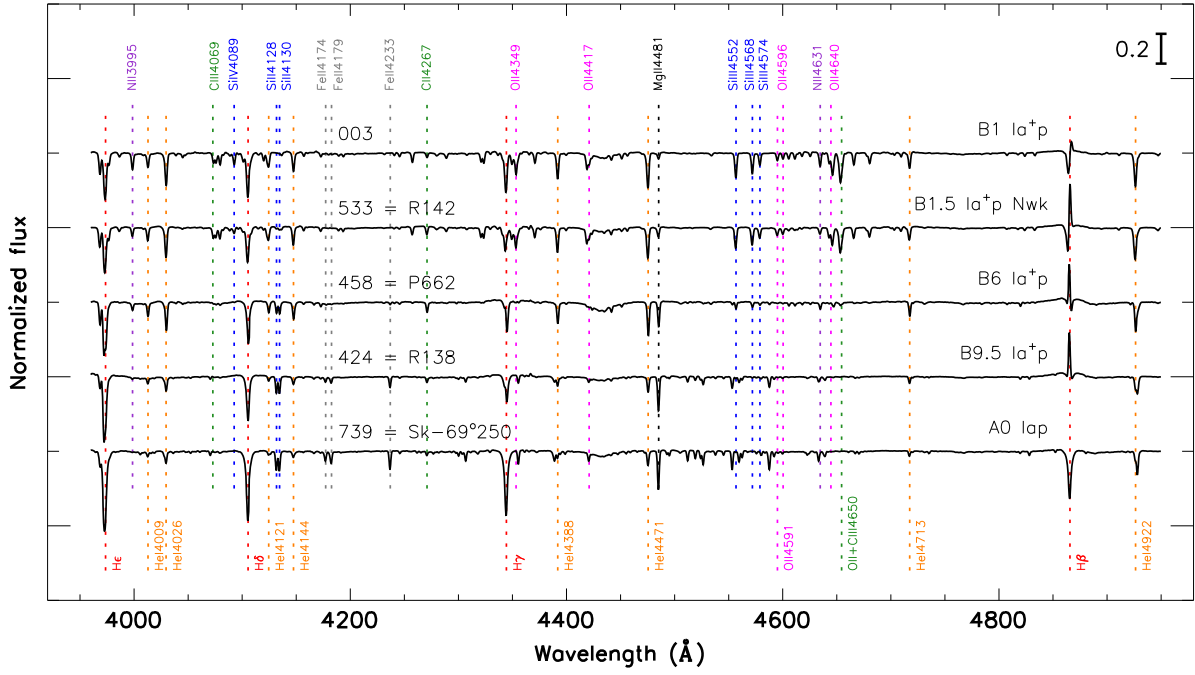 NII3995
CIII4069
SiIV4089
SiII4128
SiII4130
FeII4174
FeII4179
FeII4233
CII4267
OII4349
OII4417
MgII4481
SiIII4552
SiIII4568
SiIII4574
OII4596
NII4631
OII4640
0.2
003
B1 Ia⁺p
533 = R142
B1.5 Ia⁺p Nwk
458 = P662
B6 Ia⁺p
424 = R138
B9.5 Ia⁺p
739 = Sk−69°250
A0 Iap
Hε
HeI4009
HeI4026
Hδ
HeI4121
HeI4144
Hγ
HeI4388
HeI4471
OII4591
OII+CIII4650
HeI4713
Hβ
HeI4922
4000
4200
4400
4600
4800
Wavelength (Å)
Normalized flux